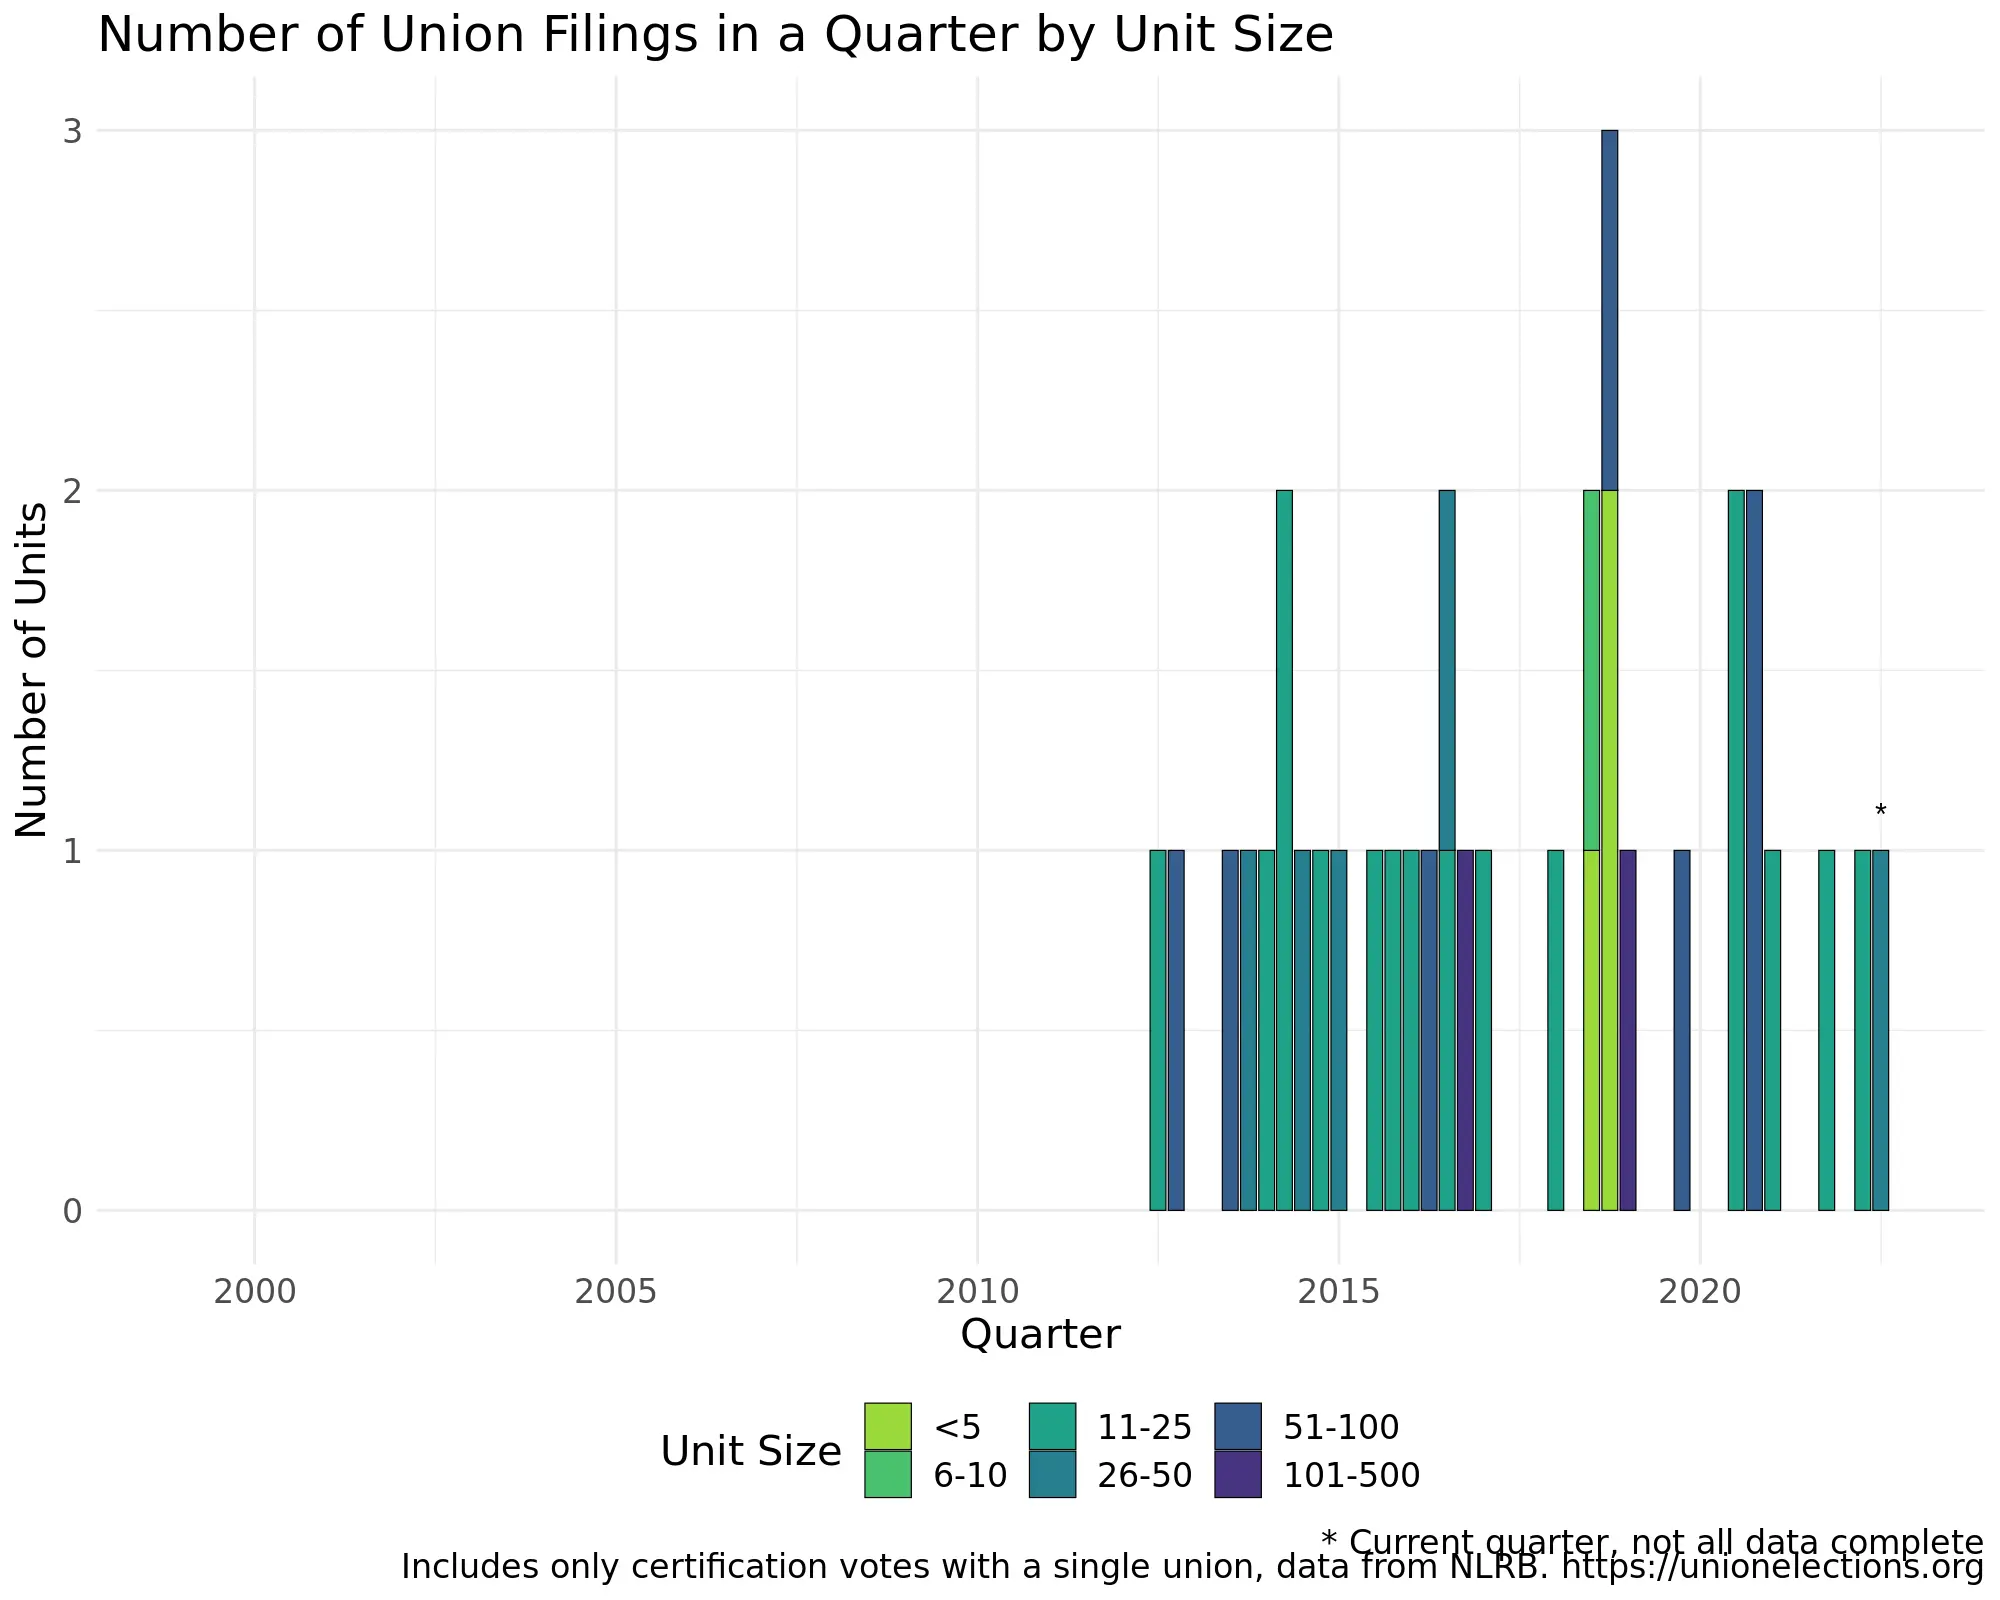 Number of Union Filings in a Quarter by Unit Size
Number of Units
3
2
1
0
*
2000 2005 2010 2015 2020
Quarter
Unit Size
<5 11-25 51-100
6-10 26-50 101-500
* Current quarter, not all data complete
Includes only certification votes with a single union, data from NLRB. https://unionelections.org